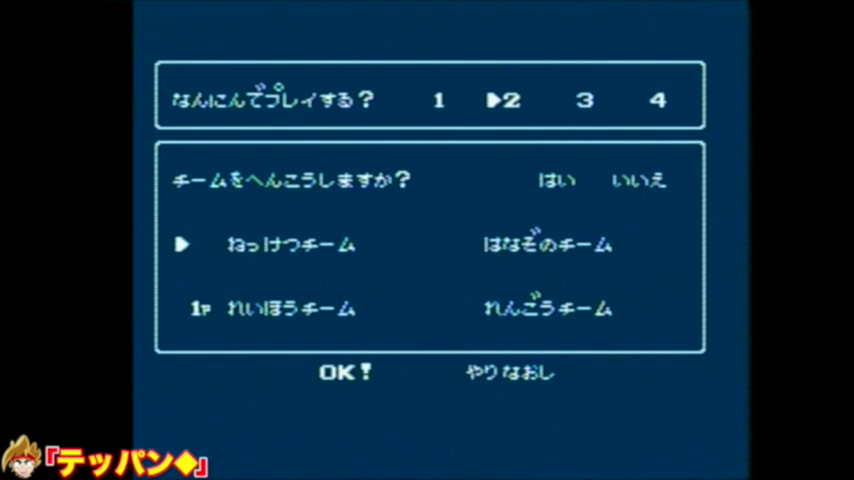 なんにんでプレイする? 1 2 3 4
チームをへんこうしますか? はい いいえ
ねっけつチーム はなぞのチーム
1P れいほうチーム れんごうチーム
OK! やりなおし
『テッパン◆』